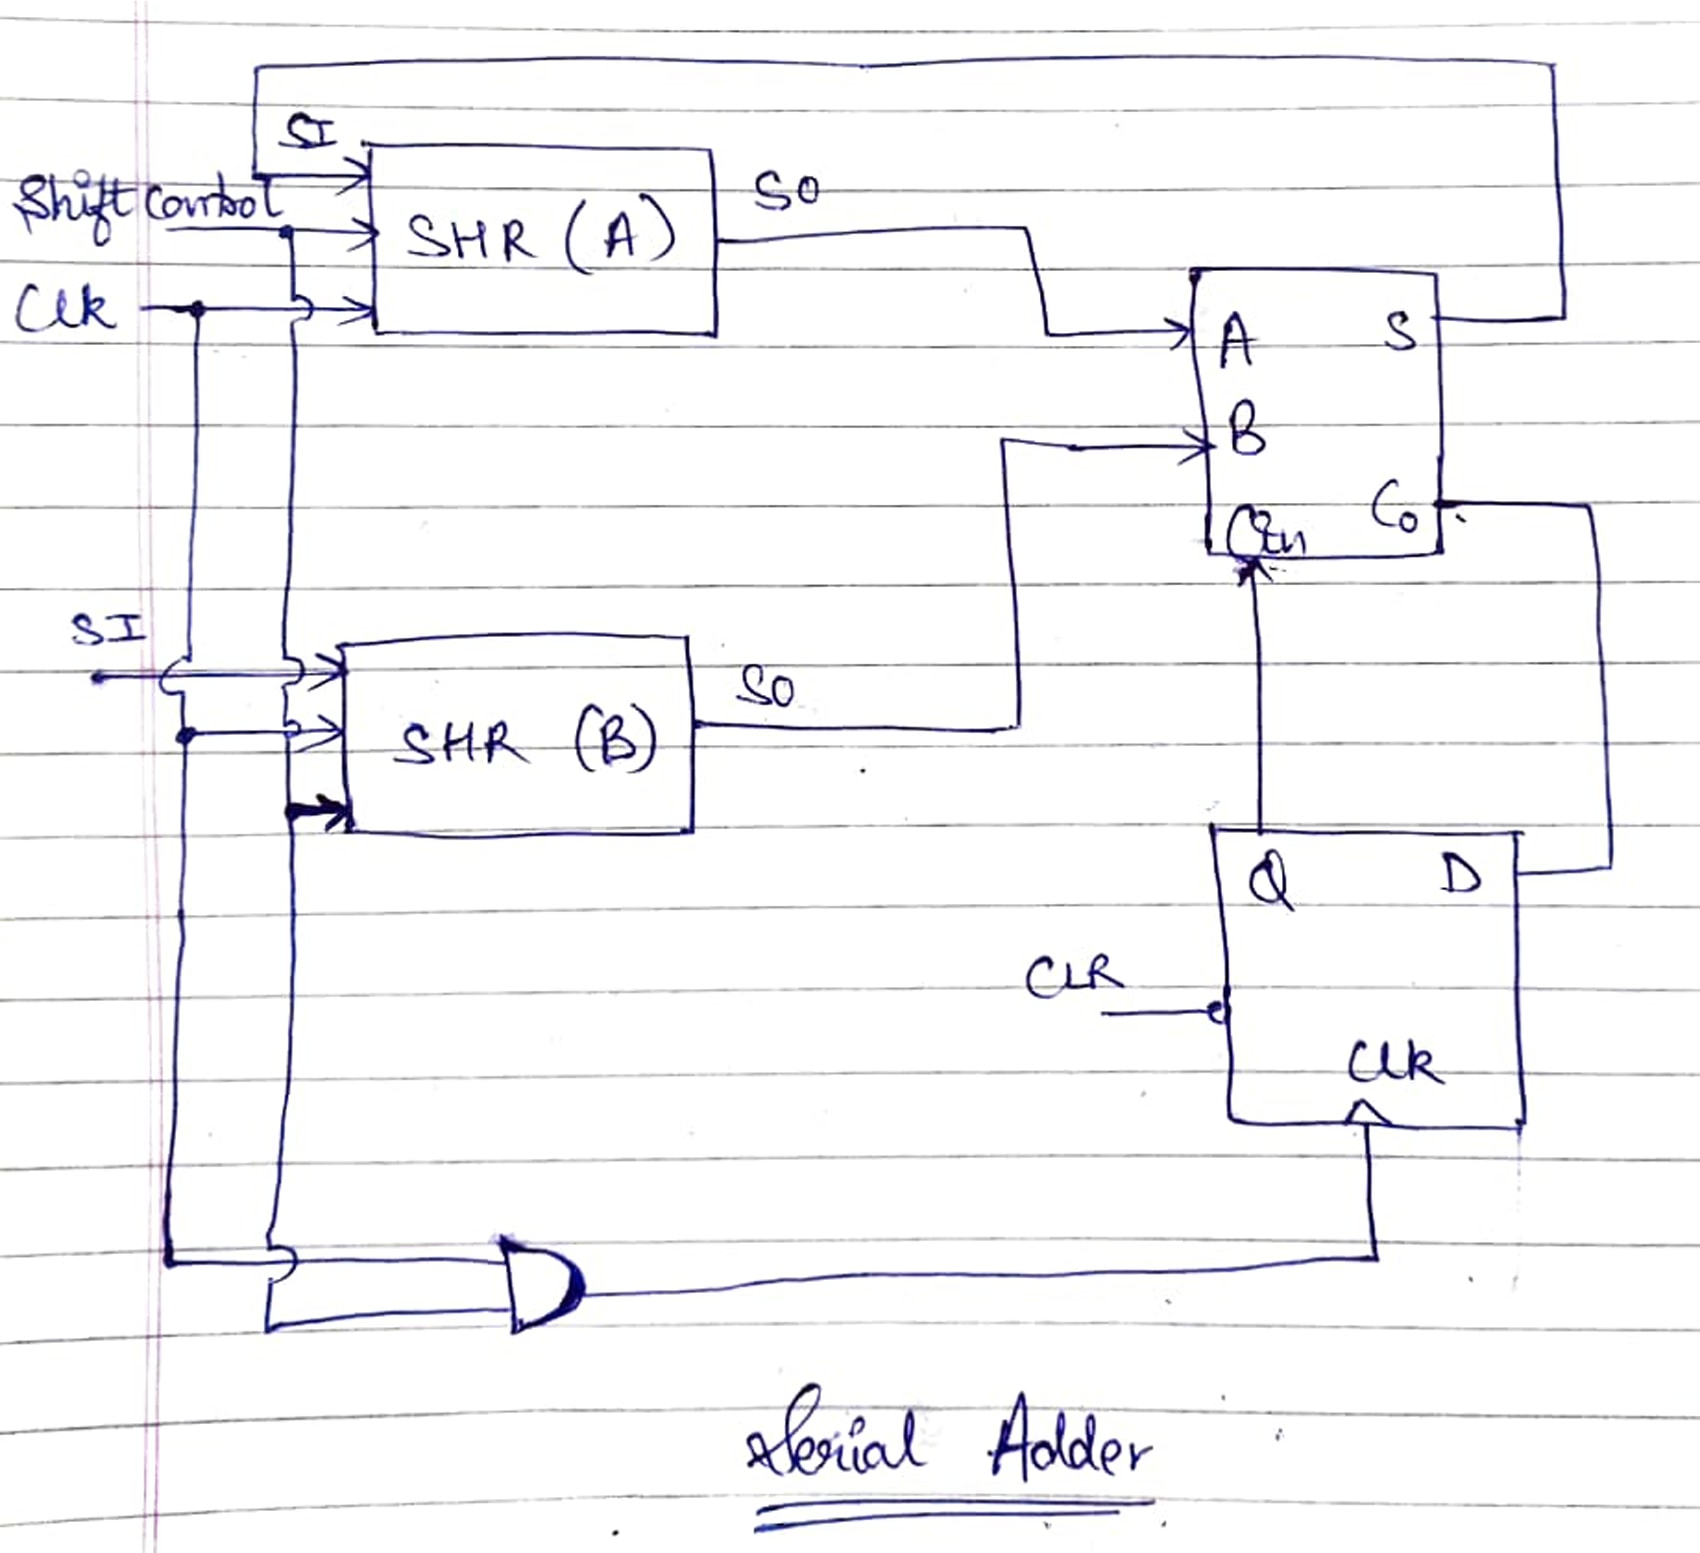 SI
Shift Control
SHR (A)
SO
Clk
A
S
B
Cin
Co
SI
SHR (B)
SO
Q
D
CLR
Clk
Serial Adder